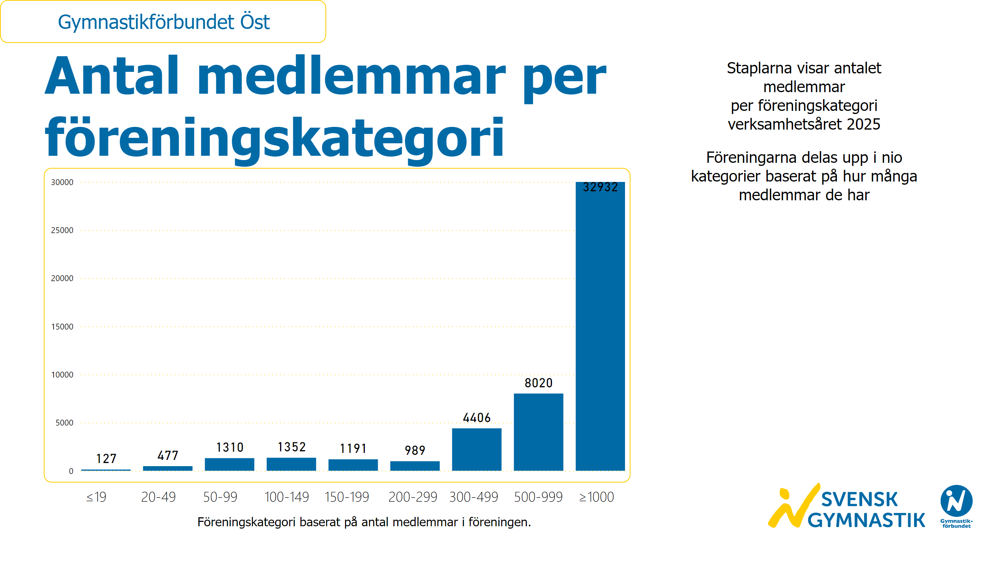 Gymnastikförbundet Öst
Antal medlemmar per
föreningskategori
Staplarna visar antalet
medlemmar
per föreningskategori
verksamhetsåret 2025
Föreningarna delas upp i nio
kategorier baserat på hur många
medlemmar de har
30000
25000
20000
15000
10000
5000
0
127
477
1310
1352
1191
989
4406
8020
32932
≤19 20-49 50-99 100-149 150-199 200-299 300-499 500-999 ≥1000
Föreningskategori baserat på antal medlemmar i föreningen.
SVENSK
GYMNASTIK
Gymnastik-
förbundet